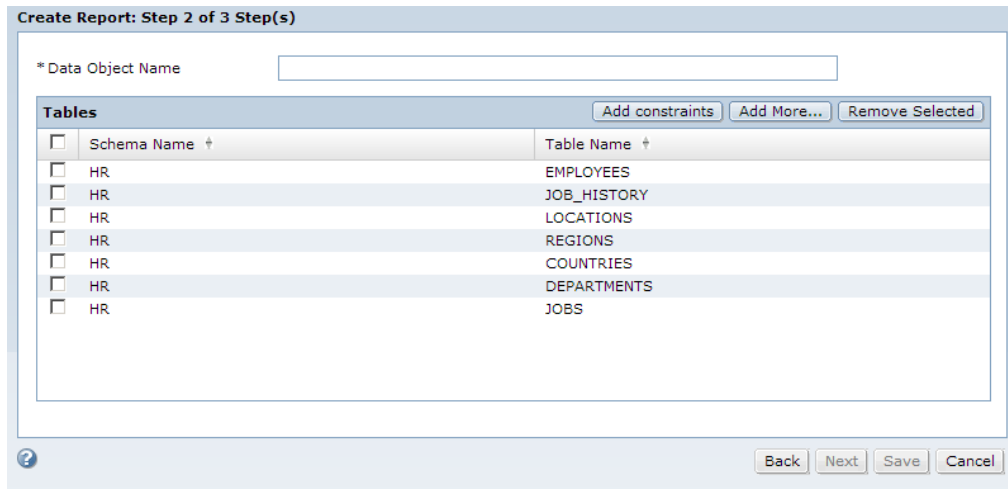 Create Report: Step 2 of 3 Step(s)
* Data Object Name
Tables Add constraints Add More... Remove Selected
Schema Name Table Name
HR EMPLOYEES
HR JOB_HISTORY
HR LOCATIONS
HR REGIONS
HR COUNTRIES
HR DEPARTMENTS
HR JOBS
? Back Next Save Cancel